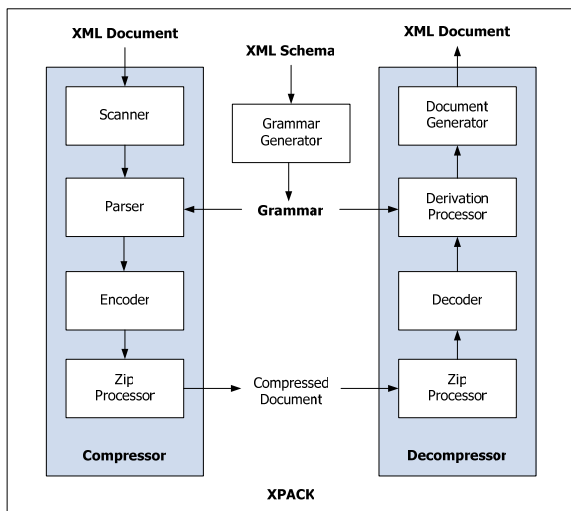 XML Document
Scanner
Parser
Encoder
Zip
Processor
Compressor
XML Schema
Grammar
Generator
Grammar
Compressed
Document
XML Document
Document
Generator
Derivation
Processor
Decoder
Zip
Processor
Decompressor
XPACK